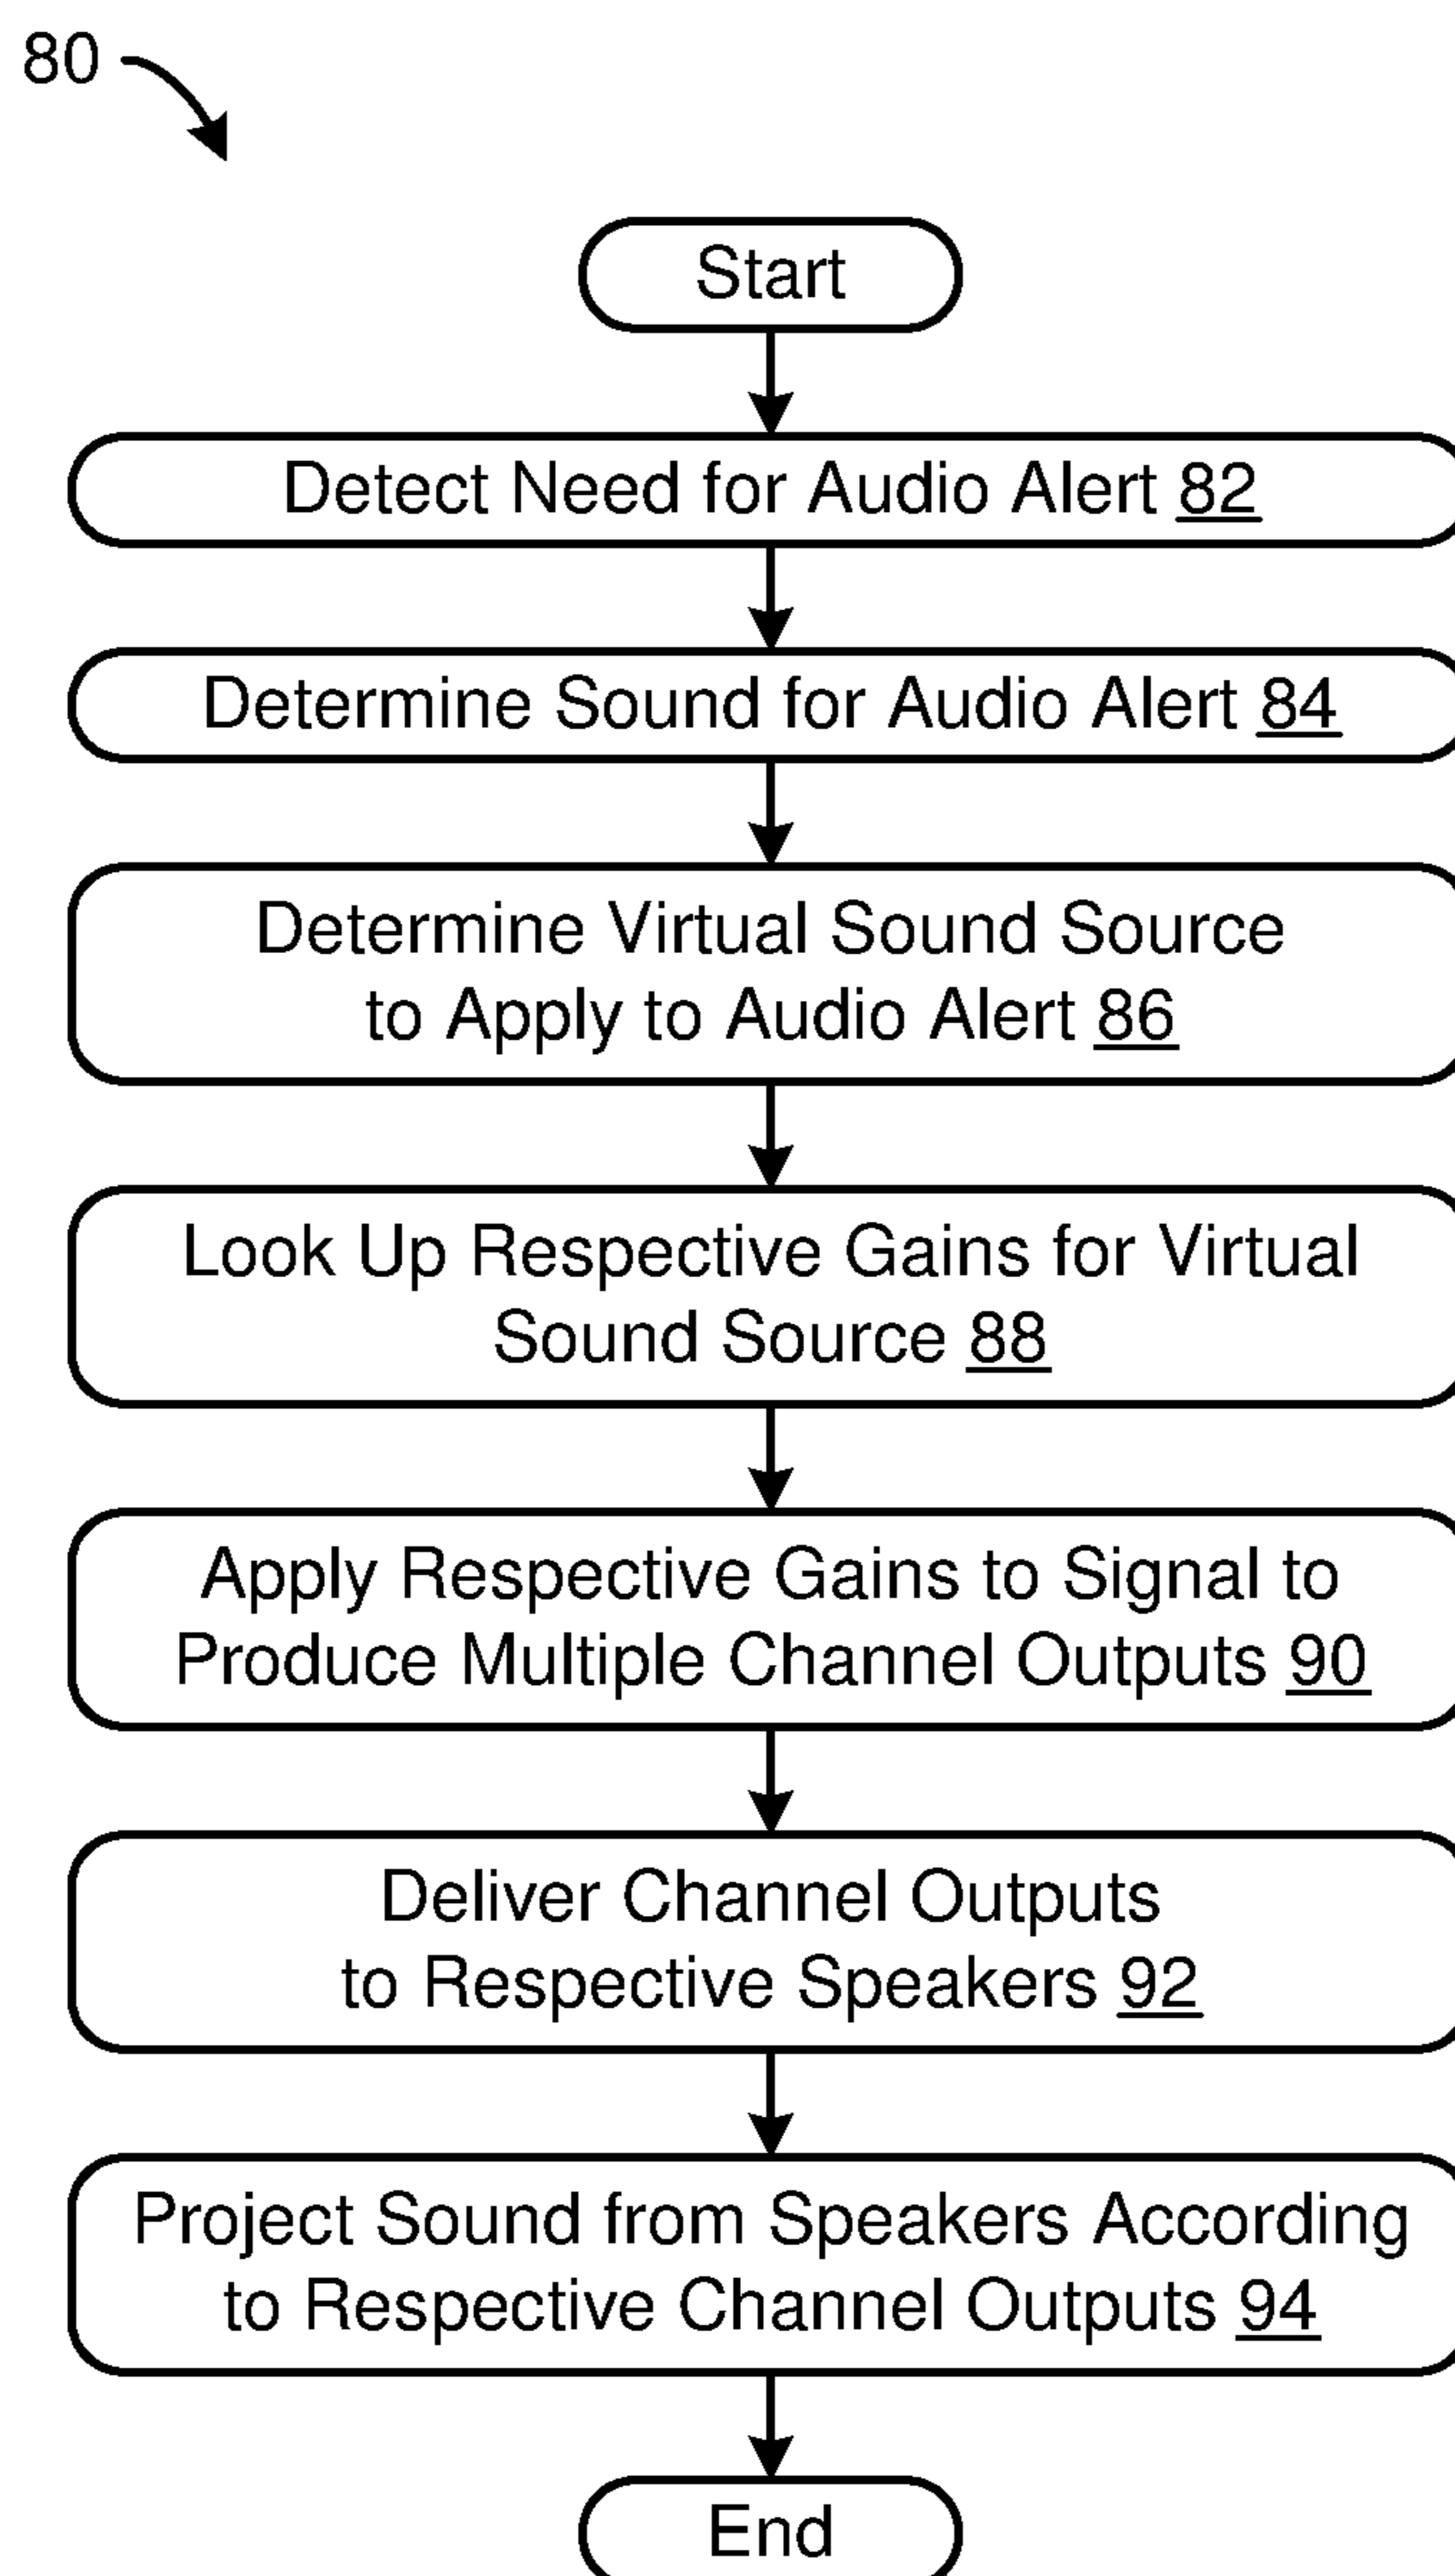 80
Start
Detect Need for Audio Alert 82
Determine Sound for Audio Alert 84
Determine Virtual Sound Source
to Apply to Audio Alert 86
Look Up Respective Gains for Virtual
Sound Source 88
Apply Respective Gains to Signal to
Produce Multiple Channel Outputs 90
Deliver Channel Outputs
to Respective Speakers 92
Project Sound from Speakers According
to Respective Channel Outputs 94
End